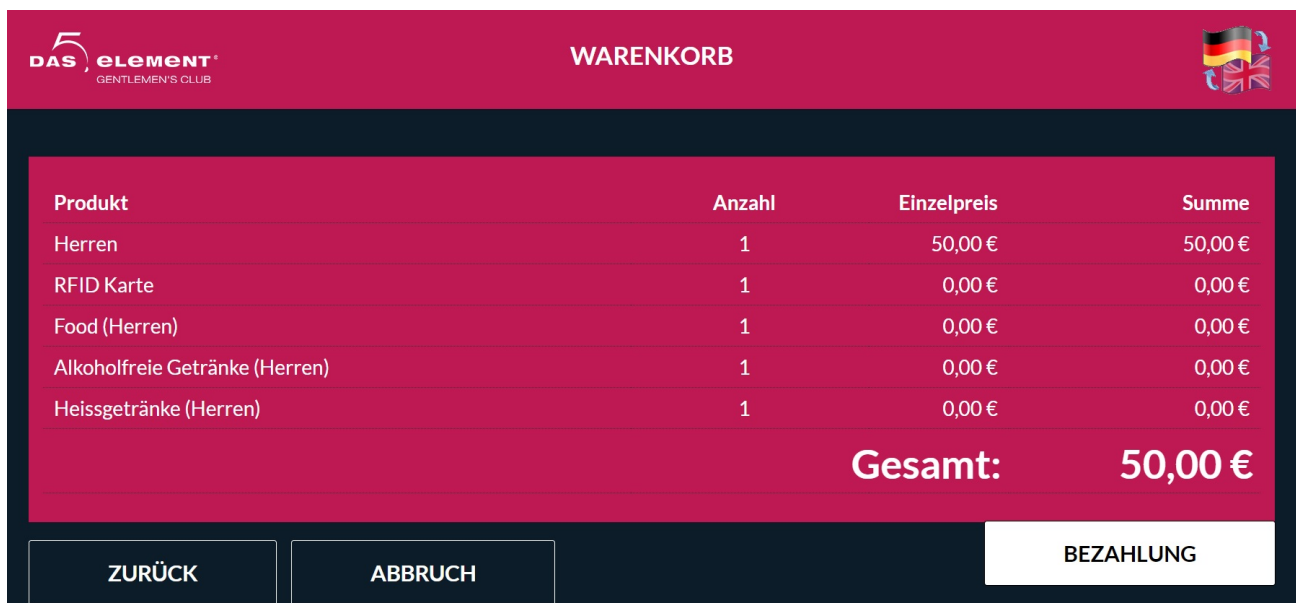 5
DAS element®
GENTLEMEN'S CLUB
WARENKORB
Produkt Anzahl Einzelpreis Summe
Herren 1 50,00 € 50,00 €
RFID Karte 1 0,00 € 0,00 €
Food (Herren) 1 0,00 € 0,00 €
Alkoholfreie Getränke (Herren) 1 0,00 € 0,00 €
Heissgetränke (Herren) 1 0,00 € 0,00 €
Gesamt: 50,00 €
ZURÜCK ABBRUCH BEZAHLUNG